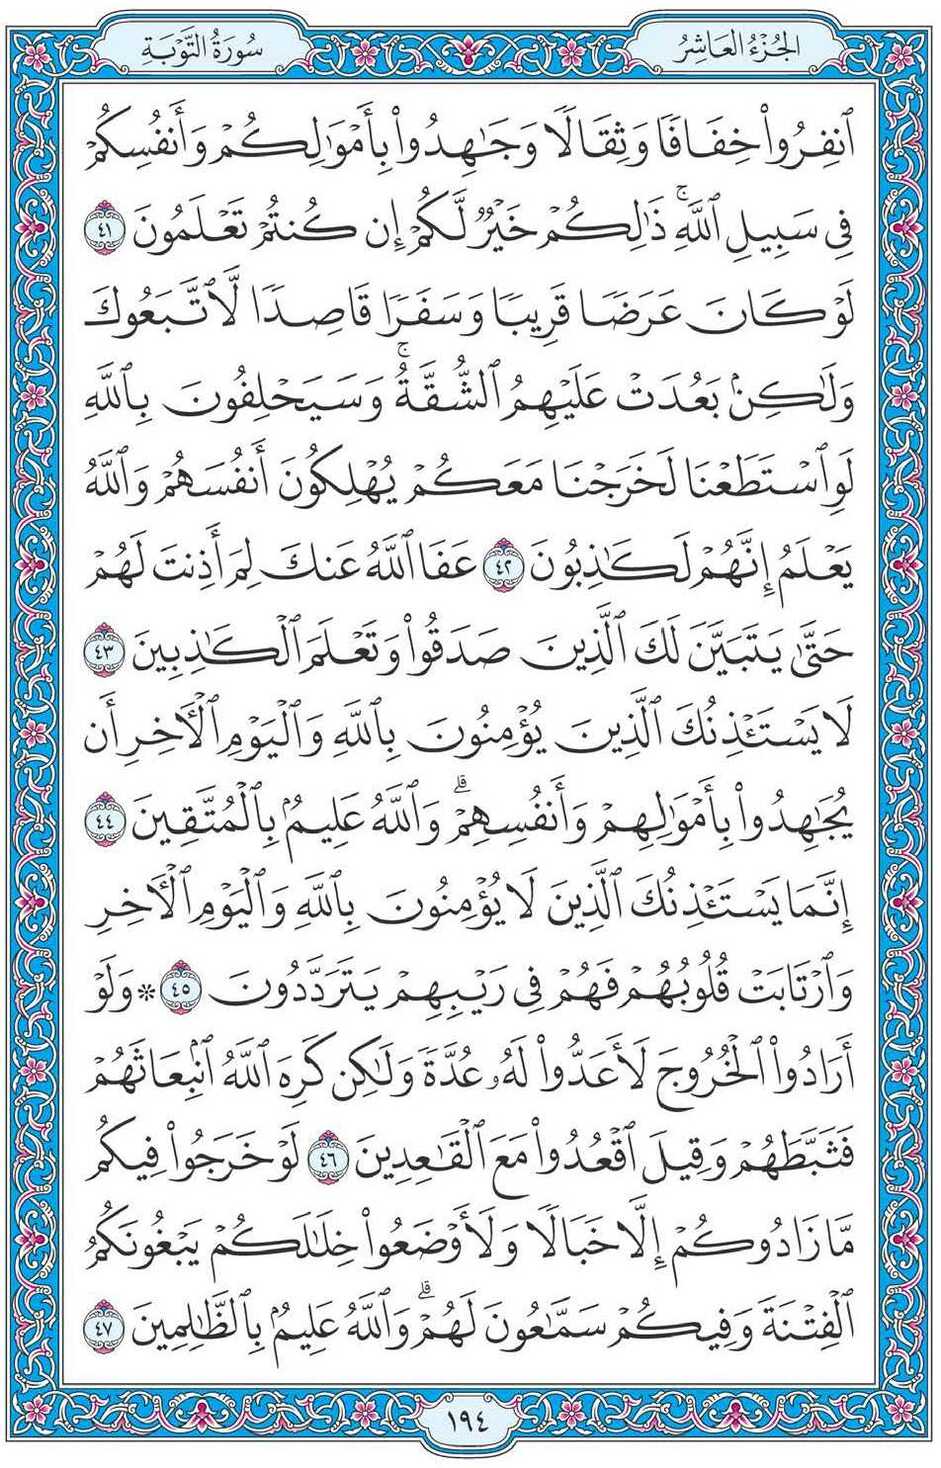 الجُزْءُ العَاشِرُ
سُورَةُ التَّوْبَةِ
ٱنفِرُوا۟ خِفَافًا وَثِقَالًا وَجَـٰهِدُوا۟ بِأَمْوَٰلِكُمْ وَأَنفُسِكُمْ
فِى سَبِيلِ ٱللَّهِۚ ذَٰلِكُمْ خَيْرٌ لَّكُمْ إِن كُنتُمْ تَعْلَمُونَ ٤١
لَوْ كَانَ عَرَضًا قَرِيبًا وَسَفَرًا قَاصِدًا لَّٱتَّبَعُوكَ
وَلَـٰكِنۢ بَعُدَتْ عَلَيْهِمُ ٱلشُّقَّةُۚ وَسَيَحْلِفُونَ بِٱللَّهِ
لَوِ ٱسْتَطَعْنَا لَخَرَجْنَا مَعَكُمْ يُهْلِكُونَ أَنفُسَهُمْ وَٱللَّهُ
يَعْلَمُ إِنَّهُمْ لَكَـٰذِبُونَ ٤٢ عَفَا ٱللَّهُ عَنكَ لِمَ أَذِنتَ لَهُمْ
حَتَّىٰ يَتَبَيَّنَ لَكَ ٱلَّذِينَ صَدَقُوا۟ وَتَعْلَمَ ٱلْكَـٰذِبِينَ ٤٣
لَا يَسْتَـْٔذِنُكَ ٱلَّذِينَ يُؤْمِنُونَ بِٱللَّهِ وَٱلْيَوْمِ ٱلْـَٔاخِرِ أَن
يُجَـٰهِدُوا۟ بِأَمْوَٰلِهِمْ وَأَنفُسِهِمْۗ وَٱللَّهُ عَلِيمٌۢ بِٱلْمُتَّقِينَ ٤٤
إِنَّمَا يَسْتَـْٔذِنُكَ ٱلَّذِينَ لَا يُؤْمِنُونَ بِٱللَّهِ وَٱلْيَوْمِ ٱلْـَٔاخِرِ
وَٱرْتَابَتْ قُلُوبُهُمْ فَهُمْ فِى رَيْبِهِمْ يَتَرَدَّدُونَ ٤٥ * وَلَوْ
أَرَادُوا۟ ٱلْخُرُوجَ لَأَعَدُّوا۟ لَهُۥ عُدَّةً وَلَـٰكِن كَرِهَ ٱللَّهُ ٱنۢبِعَاثَهُمْ
فَثَبَّطَهُمْ وَقِيلَ ٱقْعُدُوا۟ مَعَ ٱلْقَـٰعِدِينَ ٤٦ لَوْ خَرَجُوا۟ فِيكُم
مَّا زَادُوكُمْ إِلَّا خَبَالًا وَلَأَوْضَعُوا۟ خِلَـٰلَكُمْ يَبْغُونَكُمُ
ٱلْفِتْنَةَ وَفِيكُمْ سَمَّـٰعُونَ لَهُمْۗ وَٱللَّهُ عَلِيمٌۢ بِٱلظَّـٰلِمِينَ ٤٧
١٩٤